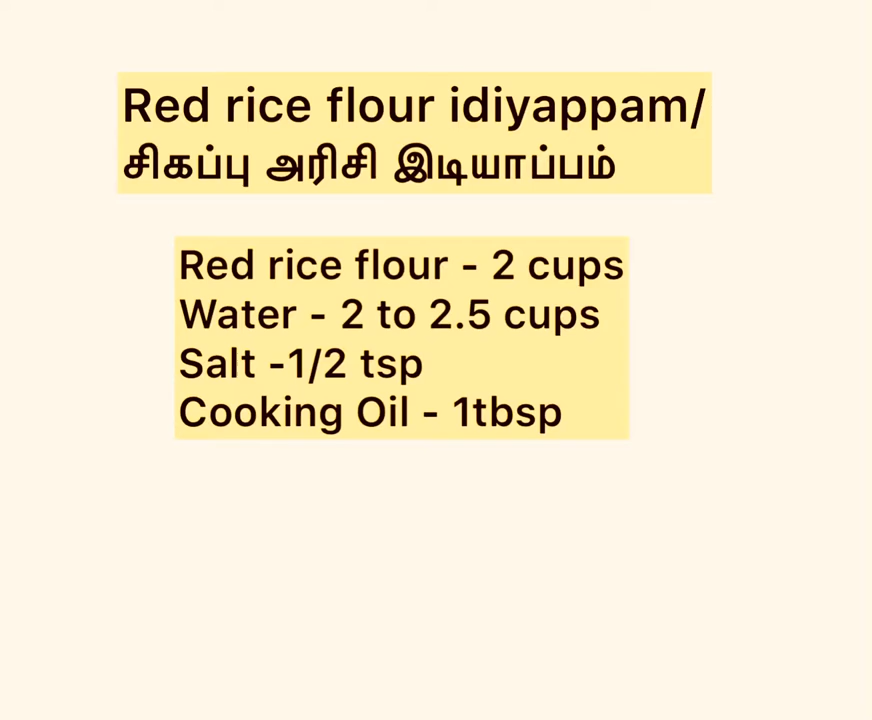 Red rice flour idiyappam/
சிகப்பு அரிசி இடியாப்பம்
Red rice flour - 2 cups
Water - 2 to 2.5 cups
Salt -1/2 tsp
Cooking Oil - 1tbsp